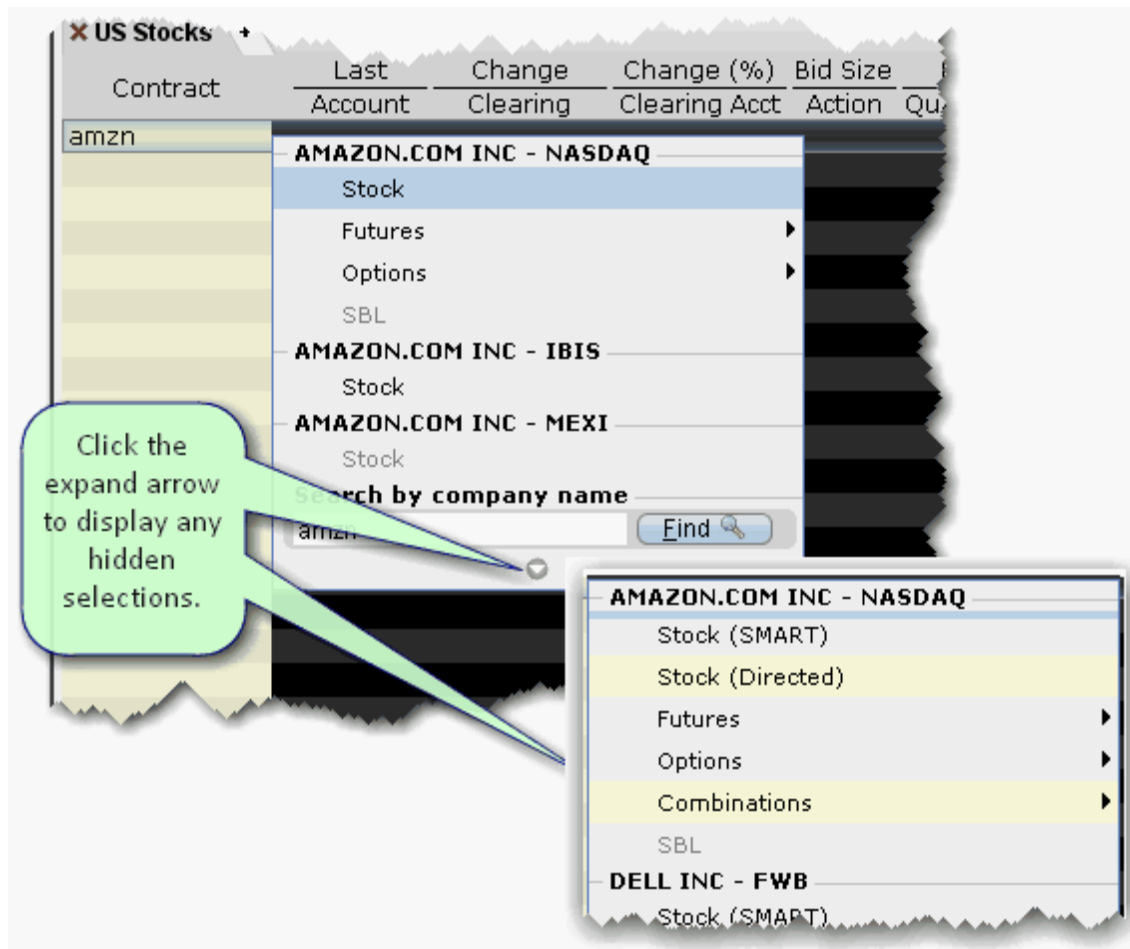 US Stocks +
Contract
Last Change Change (%) Bid Size
Account Clearing Clearing Acct Action
amzn
AMAZON.COM INC - NASDAQ
Stock
Futures
Options
SBL
AMAZON.COM INC - IBIS
Stock
AMAZON.COM INC - MEXI
Stock
Search by company name
amzn Find
Click the
expand arrow
to display any
hidden
selections.
AMAZON.COM INC - NASDAQ
Stock (SMART)
Stock (Directed)
Futures
Options
Combinations
SBL
DELL INC - FWB
Stock (SMART)